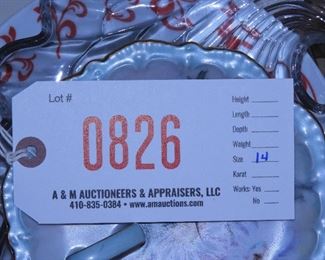 Lot #
0826
Height
Length
Depth
Weight
Size 14
Karat
Works: Yes
No
A & M AUCTIONEERS & APPRAISERS, LLC
410-835-0384 • www.amauctions.com